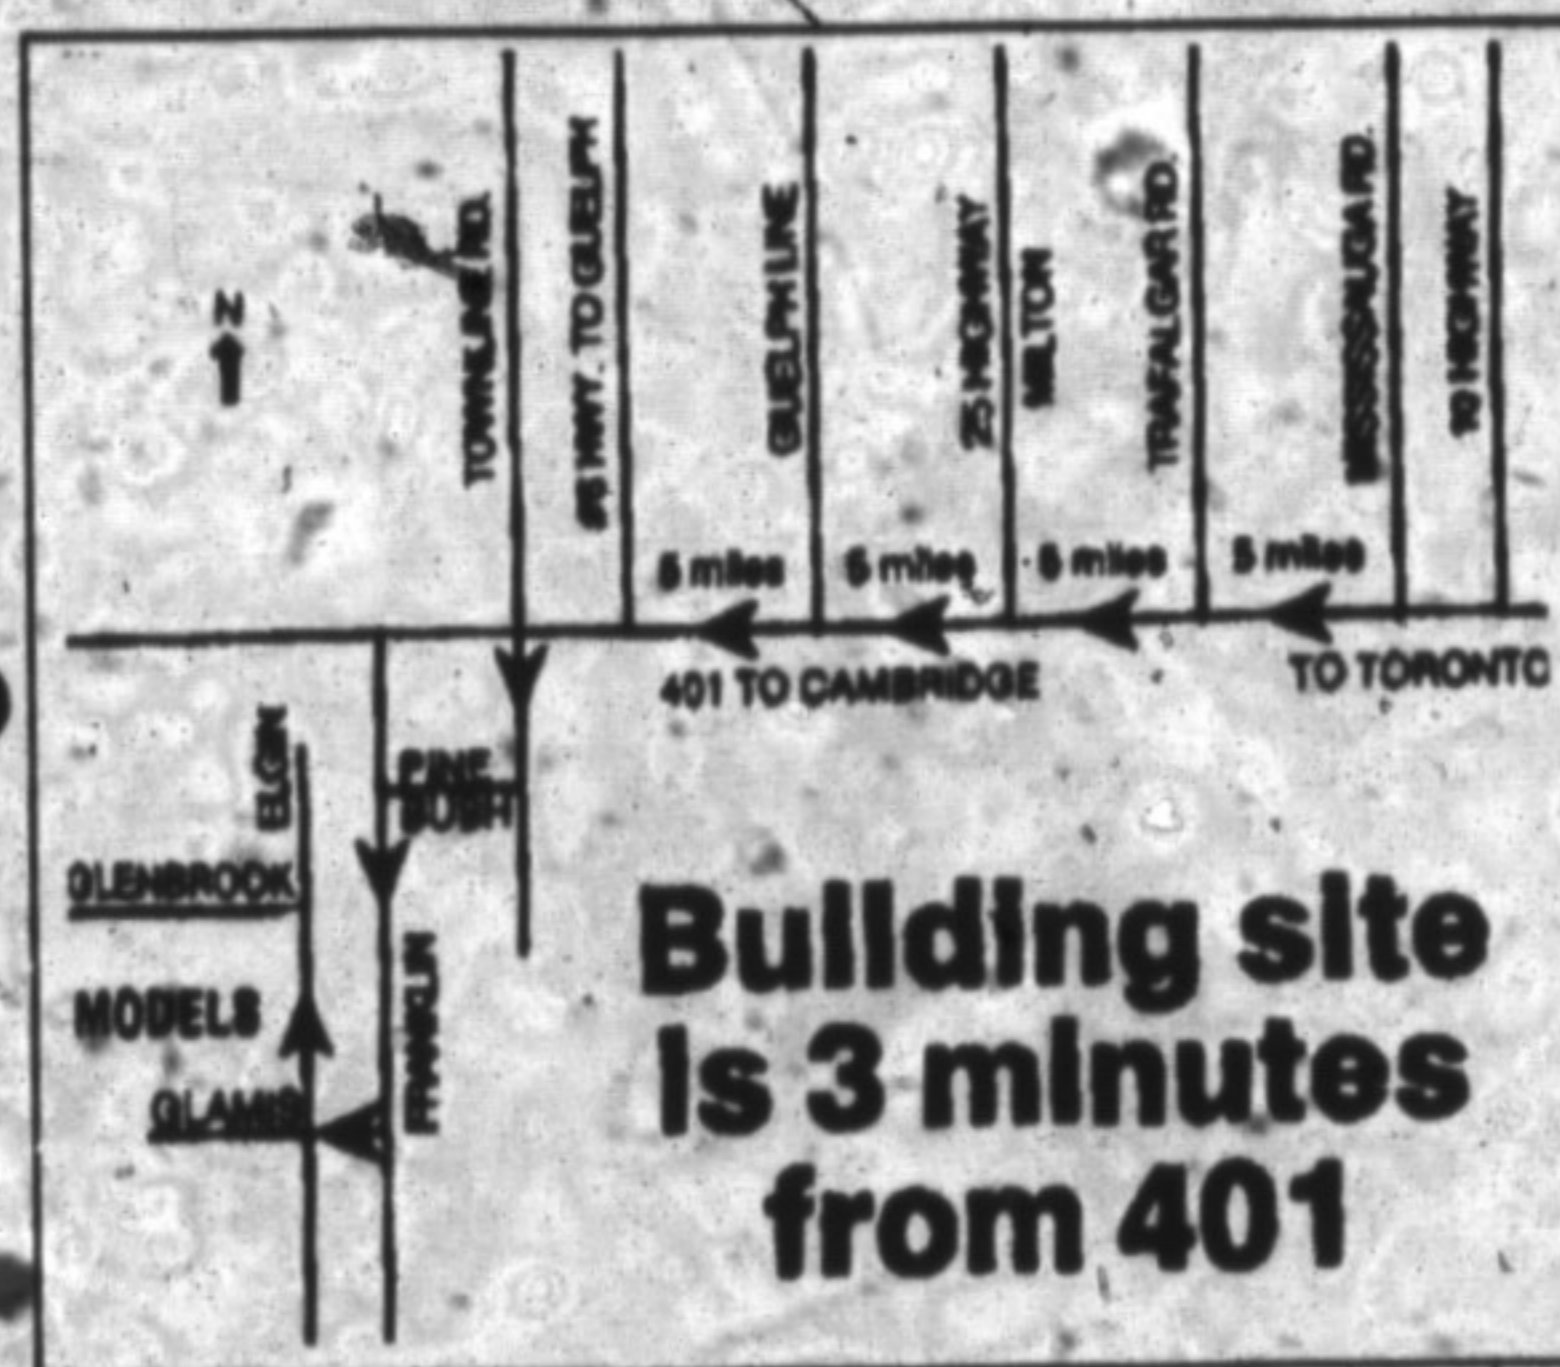 TOWNLINE RD.
#6 HWY. TO GUELPH
GUELPH LINE
25 HIGHWAY
MILTON
TRAFALGAR RD.
MISSISSAUGA RD.
10 HIGHWAY
N
5 miles
5 miles
5 miles
5 miles
401 TO CAMBRIDGE
TO TORONTO
ELGIN
PINE
BUSH
GLENBROOK
FRANKLIN
MODELS
GLAMIS
Building site
is 3 minutes
from 401